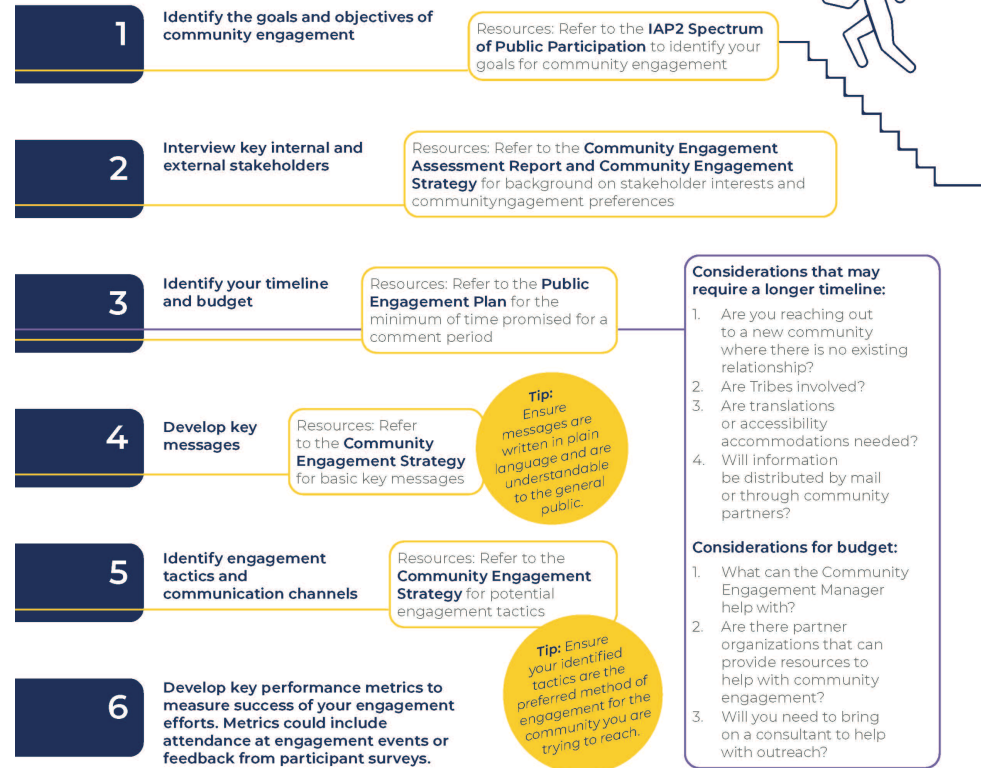 1
Identify the goals and objectives of
community engagement
Resources: Refer to the IAP2 Spectrum
of Public Participation to identify your
goals for community engagement
2
Interview key internal and
external stakeholders
Resources: Refer to the Community Engagement
Assessment Report and Community Engagement
Strategy for background on stakeholder interests and
communityngagement preferences
3
Identify your timeline
and budget
Resources: Refer to the Public
Engagement Plan for the
minimum of time promised for a
comment period
Considerations that may
require a longer timeline:
1. Are you reaching out
to a new community
where there is no existing
relationship?
2. Are Tribes involved?
3. Are translations
or accessibility
accommodations needed?
4. Will information
be distributed by mail
or through community
partners?
Considerations for budget:
1. What can the Community
Engagement Manager
help with?
2. Are there partner
organizations that can
provide resources to
help with community
engagement?
3. Will you need to bring
on a consultant to help
with outreach?
4
Develop key
messages
Resources: Refer
to the Community
Engagement Strategy
for basic key messages
Tip:
Ensure
messages are
written in plain
language and are
understandable
to the general
public.
5
Identify engagement
tactics and
communication channels
Resources: Refer to the
Community Engagement
Strategy for potential
engagement tactics
Tip: Ensure
your identified
tactics are the
preferred method of
engagement for the
community you are
trying to reach.
6
Develop key performance metrics to
measure success of your engagement
efforts. Metrics could include
attendance at engagement events or
feedback from participant surveys.